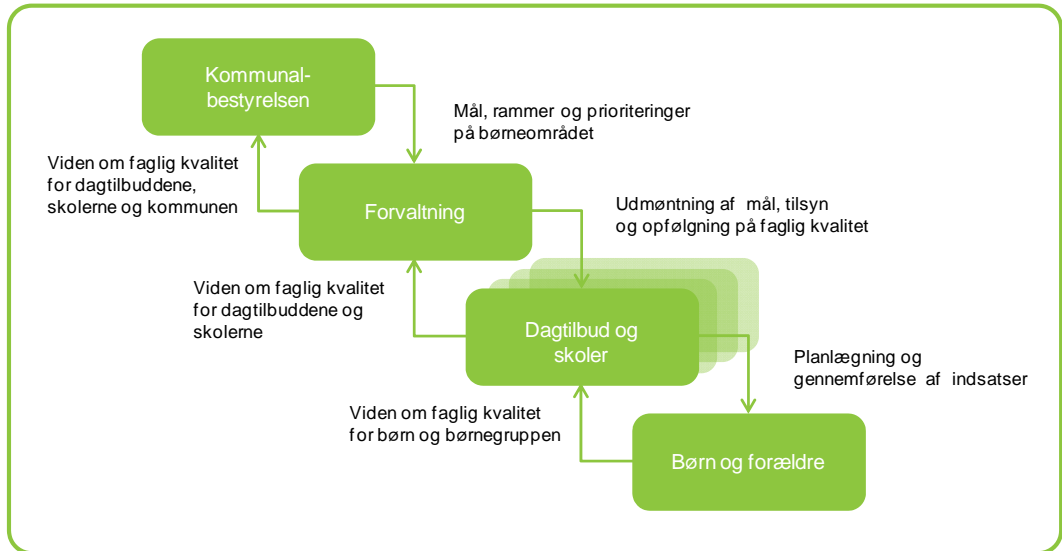 Kommunal-
bestyrelsen
Mål, rammer og prioriteringer
på børneområdet
Viden om faglig kvalitet
for dagtilbuddene,
skolerne og kommunen
Forvaltning
Udmøntning af mål, tilsyn
og opfølgning på faglig kvalitet
Viden om faglig kvalitet
for dagtilbuddene og
skolerne
Dagtilbud og
skoler
Planlægning og
gennemførelse af indsatser
Viden om faglig kvalitet
for børn og børnegruppen
Børn og forældre